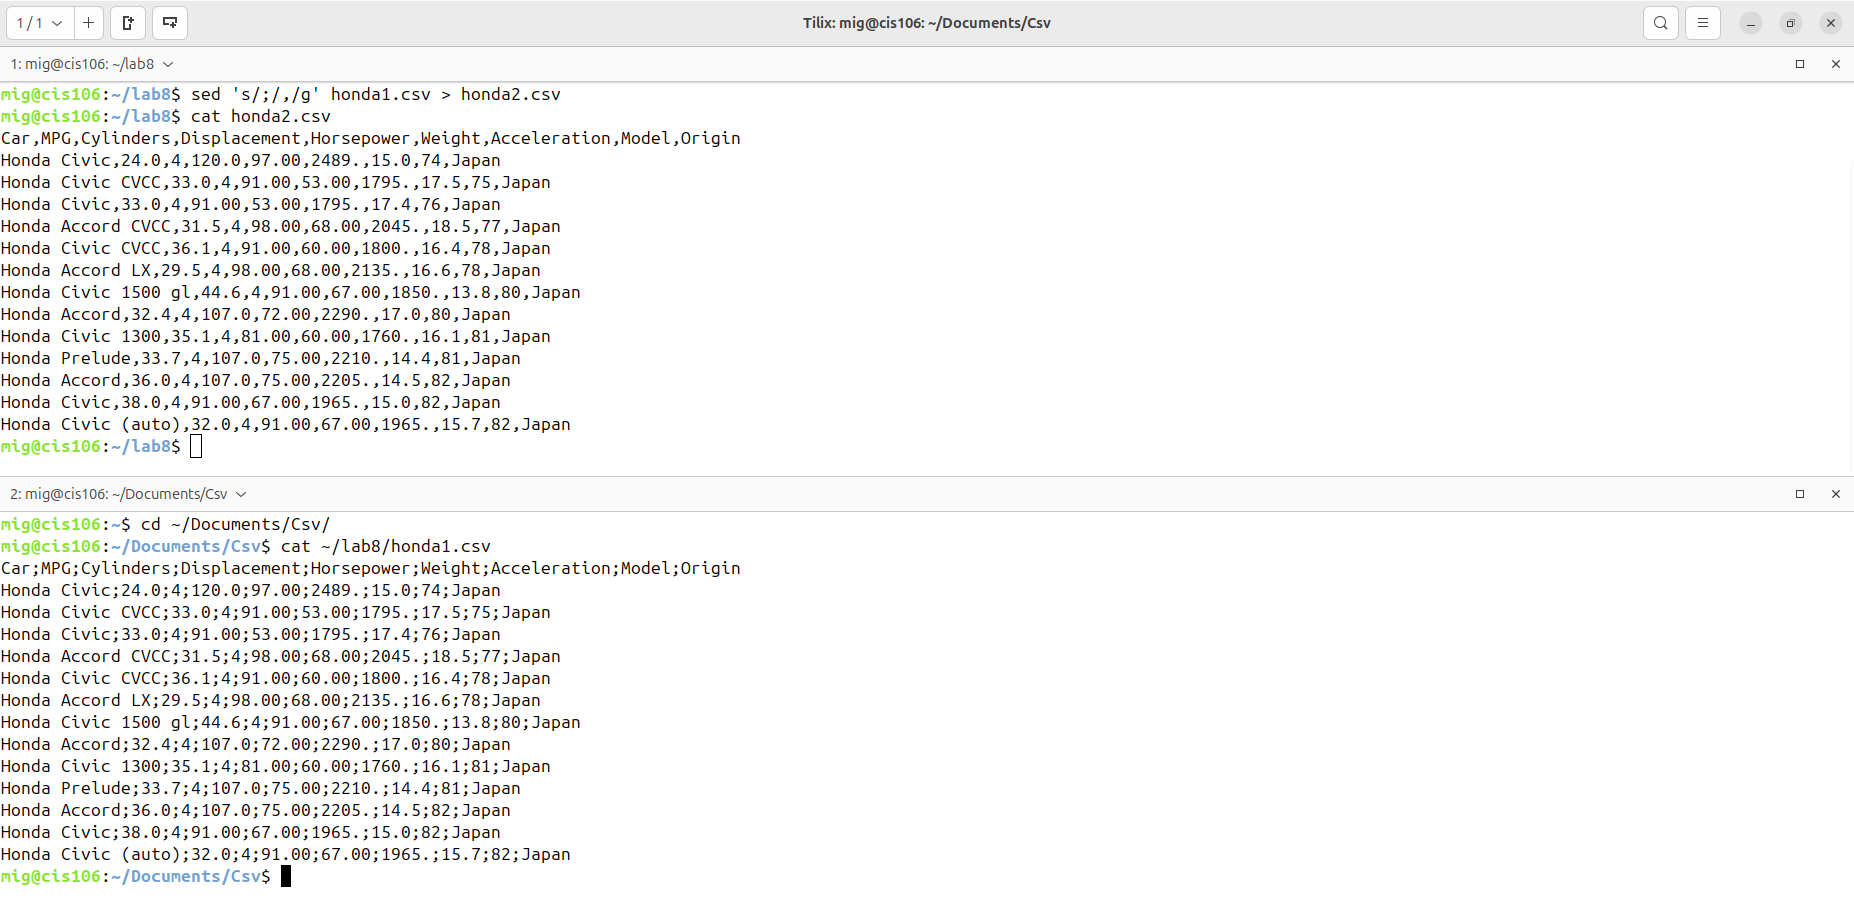 1 / 1
Tilix: mig@cis106: ~/Documents/Csv
1: mig@cis106: ~/lab8
mig@cis106:~/lab8$ sed 's/;/,/g' honda1.csv > honda2.csv
mig@cis106:~/lab8$ cat honda2.csv
Car,MPG,Cylinders,Displacement,Horsepower,Weight,Acceleration,Model,Origin
Honda Civic,24.0,4,120.0,97.00,2489.,15.0,74,Japan
Honda Civic CVCC,33.0,4,91.00,53.00,1795.,17.5,75,Japan
Honda Civic,33.0,4,91.00,53.00,1795.,17.4,76,Japan
Honda Accord CVCC,31.5,4,98.00,68.00,2045.,18.5,77,Japan
Honda Civic CVCC,36.1,4,91.00,60.00,1800.,16.4,78,Japan
Honda Accord LX,29.5,4,98.00,68.00,2135.,16.6,78,Japan
Honda Civic 1500 gl,44.6,4,91.00,67.00,1850.,13.8,80,Japan
Honda Accord,32.4,4,107.0,72.00,2290.,17.0,80,Japan
Honda Civic 1300,35.1,4,81.00,60.00,1760.,16.1,81,Japan
Honda Prelude,33.7,4,107.0,75.00,2210.,14.4,81,Japan
Honda Accord,36.0,4,107.0,75.00,2205.,14.5,82,Japan
Honda Civic,38.0,4,91.00,67.00,1965.,15.0,82,Japan
Honda Civic (auto),32.0,4,91.00,67.00,1965.,15.7,82,Japan
mig@cis106:~/lab8$
2: mig@cis106: ~/Documents/Csv
mig@cis106:~$ cd ~/Documents/Csv/
mig@cis106:~/Documents/Csv$ cat ~/lab8/honda1.csv
Car;MPG;Cylinders;Displacement;Horsepower;Weight;Acceleration;Model;Origin
Honda Civic;24.0;4;120.0;97.00;2489.;15.0;74;Japan
Honda Civic CVCC;33.0;4;91.00;53.00;1795.;17.5;75;Japan
Honda Civic;33.0;4;91.00;53.00;1795.;17.4;76;Japan
Honda Accord CVCC;31.5;4;98.00;68.00;2045.;18.5;77;Japan
Honda Civic CVCC;36.1;4;91.00;60.00;1800.;16.4;78;Japan
Honda Accord LX;29.5;4;98.00;68.00;2135.;16.6;78;Japan
Honda Civic 1500 gl;44.6;4;91.00;67.00;1850.;13.8;80;Japan
Honda Accord;32.4;4;107.0;72.00;2290.;17.0;80;Japan
Honda Civic 1300;35.1;4;81.00;60.00;1760.;16.1;81;Japan
Honda Prelude;33.7;4;107.0;75.00;2210.;14.4;81;Japan
Honda Accord;36.0;4;107.0;75.00;2205.;14.5;82;Japan
Honda Civic;38.0;4;91.00;67.00;1965.;15.0;82;Japan
Honda Civic (auto);32.0;4;91.00;67.00;1965.;15.7;82;Japan
mig@cis106:~/Documents/Csv$